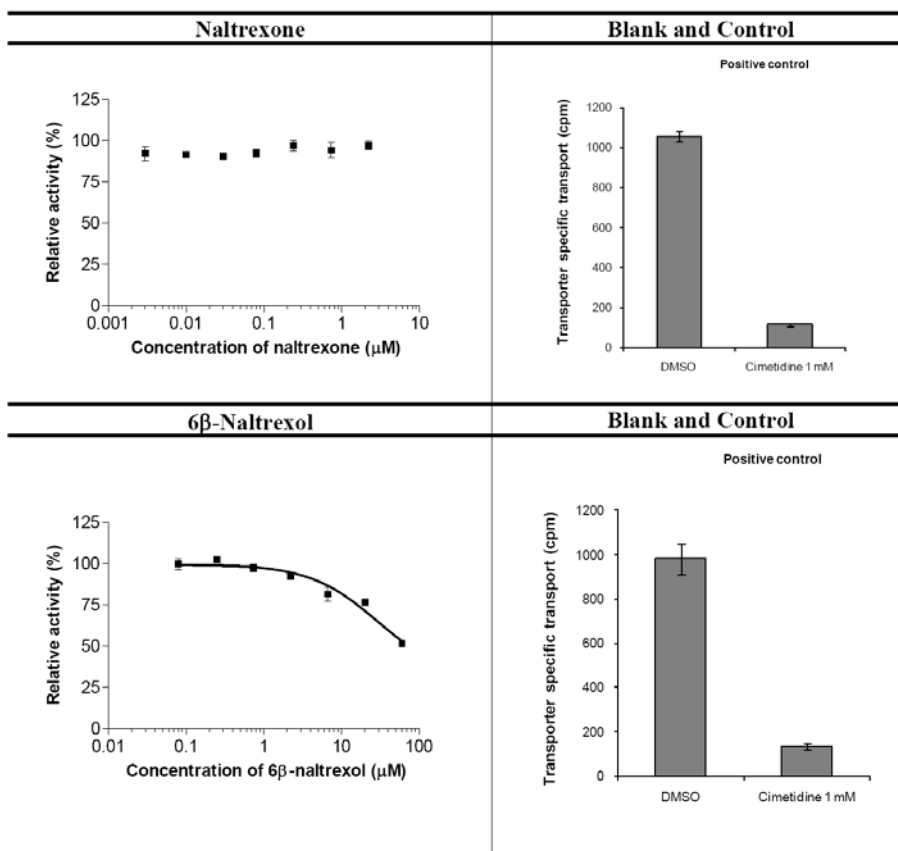 Naltrexone
Blank and Control
125
100
75
50
25
0
0.001 0.01 0.1 1 10
Relative activity (%)
Concentration of naltrexone (μM)
Positive control
1200
1000
800
600
400
200
0
Transporter specific transport (cpm)
DMSO Cimetidine 1 mM
6β-Naltrexol
Blank and Control
125
100
75
50
25
0
0.01 0.1 1 10 100
Relative activity (%)
Concentration of 6β-naltrexol (μM)
Positive control
1200
1000
800
600
400
200
0
Transporter specific transport (cpm)
DMSO Cimetidine 1 mM